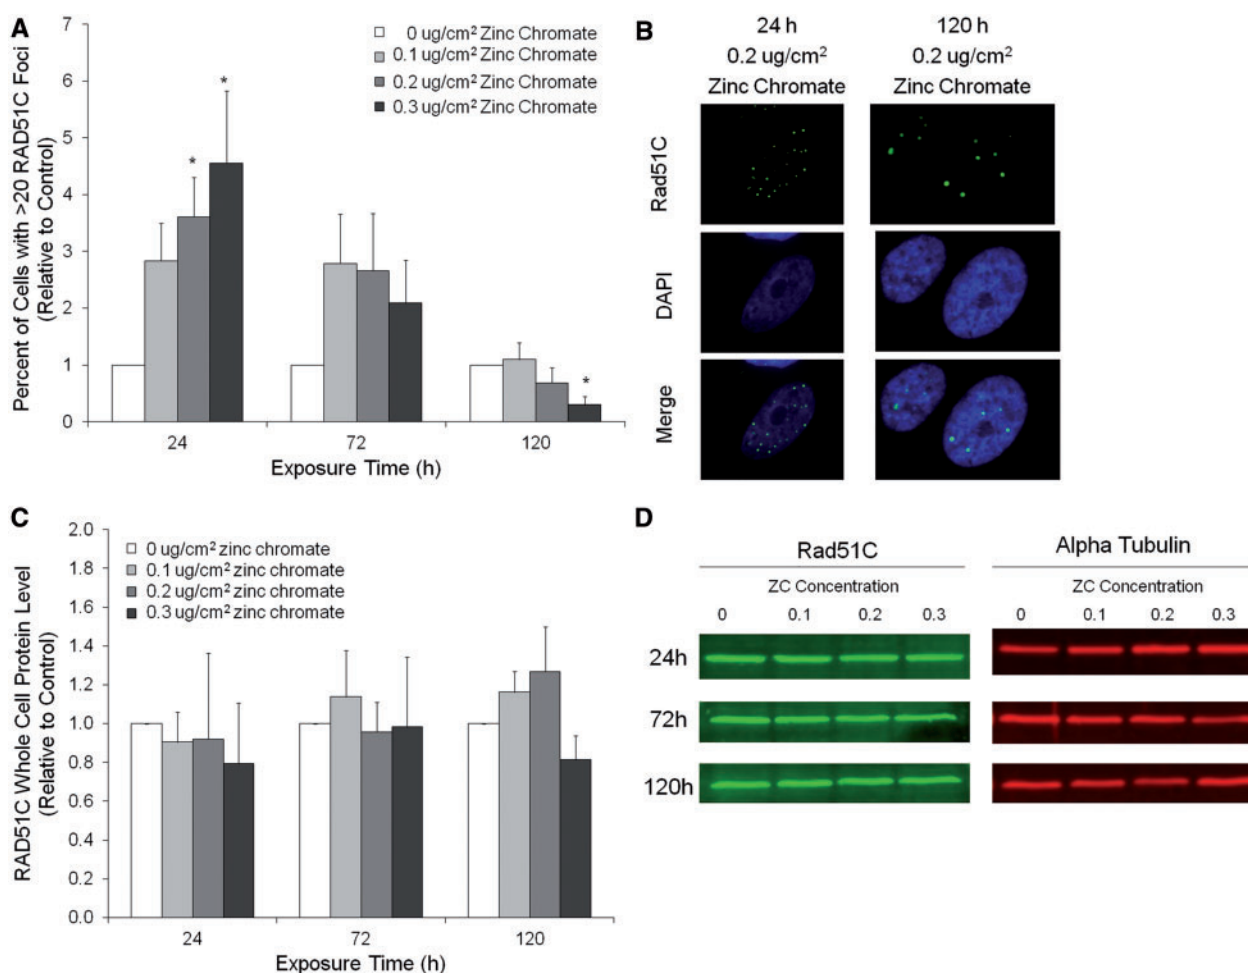 A
Percent of Cells with >20 RAD51C Foci
(Relative to Control)
7
6
5
4
3
2
1
0
0 ug/cm² Zinc Chromate
0.1 ug/cm² Zinc Chromate
0.2 ug/cm² Zinc Chromate
0.3 ug/cm² Zinc Chromate
*
*
*
24
72
120
Exposure Time (h)
B
24 h
0.2 ug/cm²
Zinc Chromate
120 h
0.2 ug/cm²
Zinc Chromate
Rad51C
DAPI
Merge
C
RAD51C Whole Cell Protein Level
(Relative to Control)
2.0
1.8
1.6
1.4
1.2
1.0
0.8
0.6
0.4
0.2
0.0
0 ug/cm² zinc chromate
0.1 ug/cm² zinc chromate
0.2 ug/cm² zinc chromate
0.3 ug/cm² zinc chromate
24
72
120
Exposure Time (h)
D
Rad51C
ZC Concentration
0 0.1 0.2 0.3
Alpha Tubulin
ZC Concentration
0 0.1 0.2 0.3
24h
72h
120h